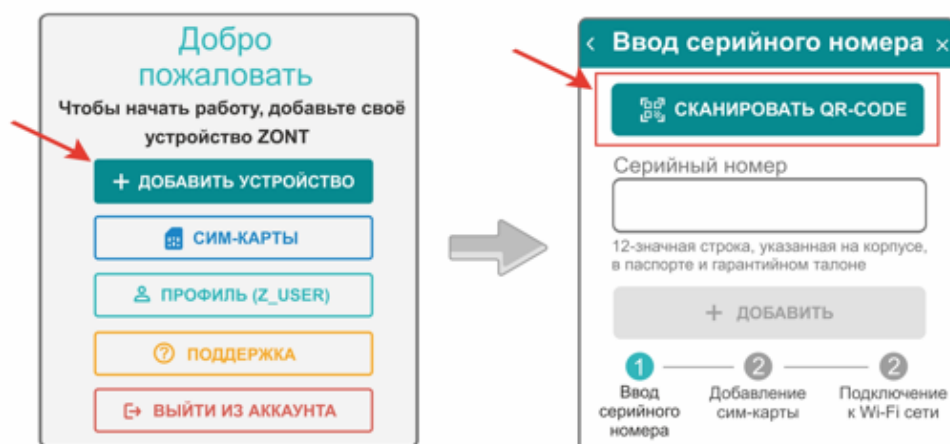 Добро
пожаловать
Чтобы начать работу, добавьте своё
устройство ZONT
+ ДОБАВИТЬ УСТРОЙСТВО
СИМ-КАРТЫ
ПРОФИЛЬ (Z_USER)
ПОДДЕРЖКА
ВЫЙТИ ИЗ АККАУНТА
< Ввод серийного номера ×
СКАНИРОВАТЬ QR-CODE
Серийный номер
12-значная строка, указанная на корпусе,
в паспорте и гарантийном талоне
+ ДОБАВИТЬ
1 2 2
Ввод Добавление Подключение
серийного сим-карты к Wi-Fi сети
номера